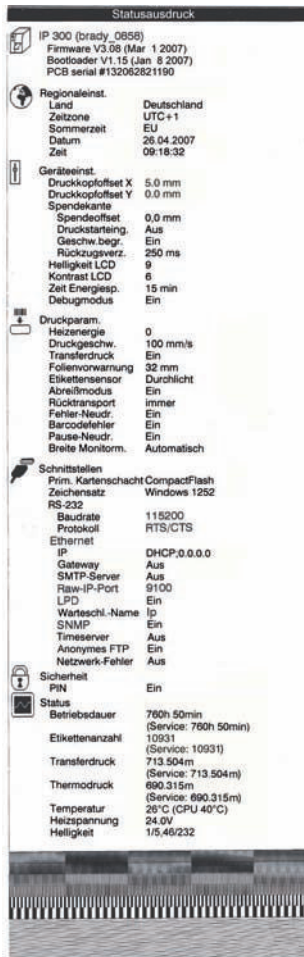 Statusausdruck
IP 300 (brady_0658)
Firmware V3.08 (Mar 1 2007)
Bootloader V1.15 (Jan 8 2007)
PCB serial #132062821190
Regionaleinst.
Land Deutschland
Zeitzone UTC+1
Sommerzeit EU
Datum 26.04.2007
Zeit 09:18:32
Geräteeinst.
Druckkopfoffset X 5.0 mm
Druckkopfoffset Y 0.0 mm
Spendekante
Spendeoffset 0,0 mm
Druckstarteing. Aus
Geschw.begr. Ein
Rückzugsverz. 250 ms
Helligkeit LCD 9
Kontrast LCD 6
Zeit Energiesp. 15 min
Debugmodus Ein
Druckparam.
Heizenergie 0
Druckgeschw. 100 mm/s
Transferdruck Ein
Folienvorwarnung 32 mm
Etikettensensor Durchlicht
Abreißmodus Ein
Rücktransport immer
Fehler-Neudr. Ein
Barcodefehler Ein
Pause-Neudr. Ein
Breite Monitorm. Automatisch
Schnittstellen
Prim. Kartenschacht CompactFlash
Zeichensatz Windows 1252
RS-232
Baudrate 115200
Protokoll RTS/CTS
Ethernet
IP DHCP;0.0.0.0
Gateway Aus
SMTP-Server Aus
Raw-IP-Port 9100
LPD Ein
Warteschl.-Name lp
SNMP Ein
Timeserver Aus
Anonymes FTP Ein
Netzwerk-Fehler Aus
Sicherheit
PIN Ein
Status
Betriebsdauer 760h 50min
(Service: 760h 50min)
Etikettenanzahl 10931
(Service: 10931)
Transferdruck 713.504m
(Service: 713.504m)
Thermodruck 690.315m
(Service: 690.315m)
Temperatur 26°C (CPU 40°C)
Heizspannung 24.0V
Helligkeit 1/5,46/232